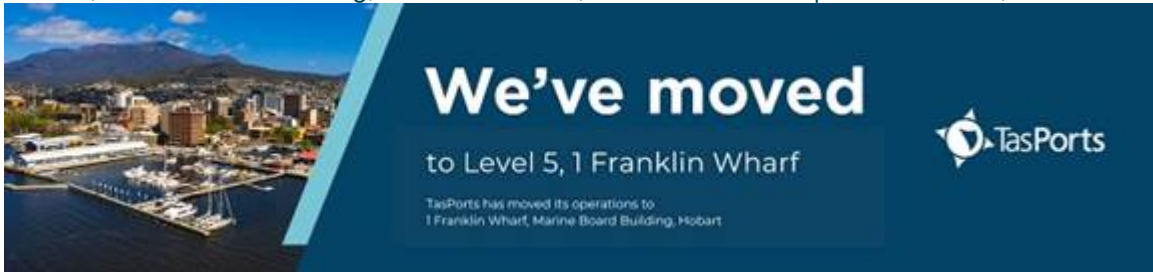 We've moved
to Level 5, 1 Franklin Wharf
TasPorts has moved its operations to
1 Franklin Wharf, Marine Board Building, Hobart
TasPorts